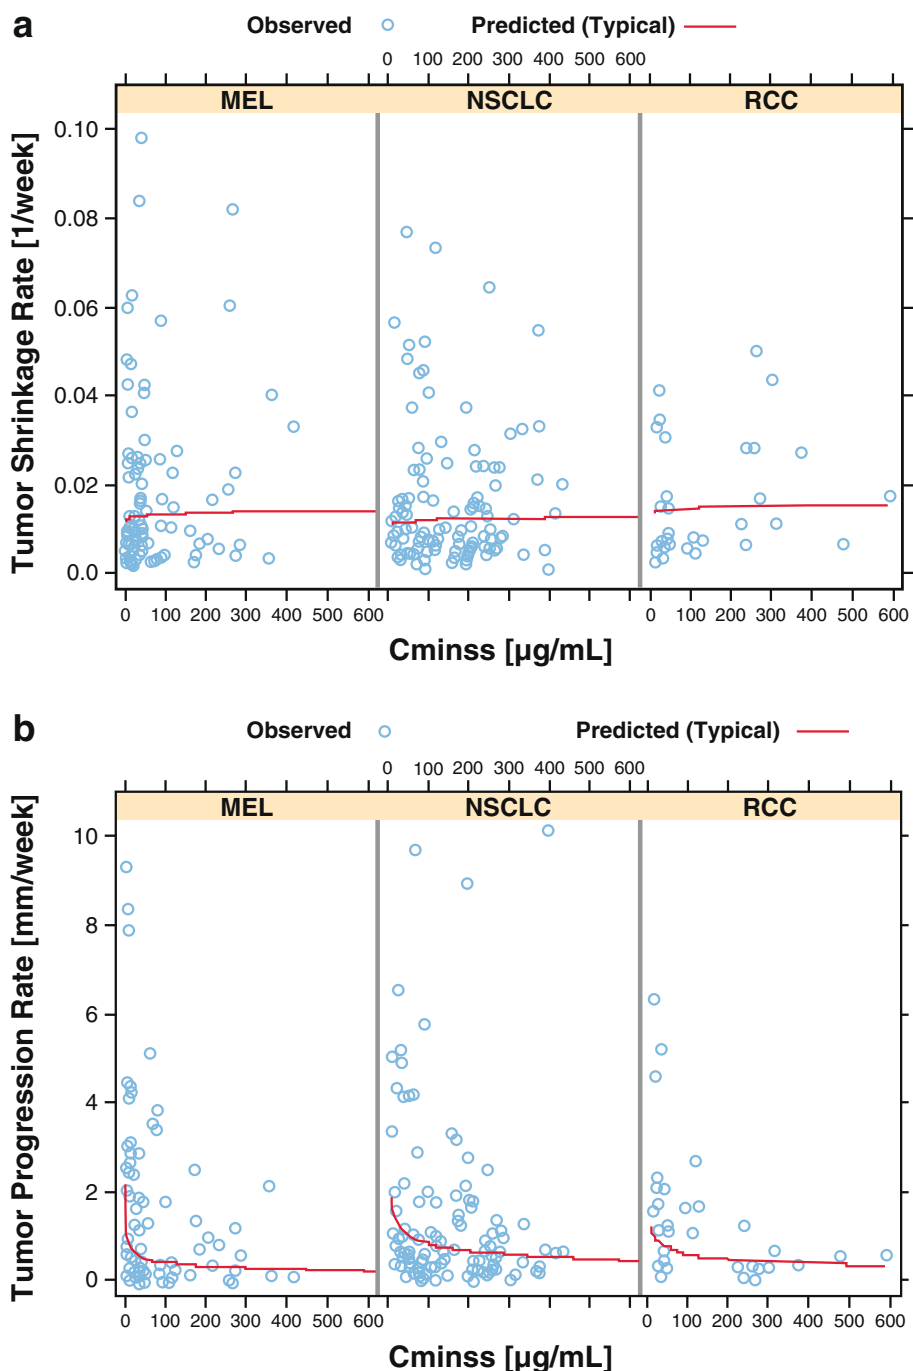 a
Observed Predicted (Typical)
0 100 200 300 400 500 600
MEL NSCLC RCC
0.10
0.08
0.06
0.04
0.02
0.0
Tumor Shrinkage Rate [1/week]
0 100 200 300 400 500 600 0 100 200 300 400 500 600
Cminss [µg/mL]
b
Observed Predicted (Typical)
0 100 200 300 400 500 600
MEL NSCLC RCC
10
8
6
4
2
0
Tumor Progression Rate [mm/week]
0 100 200 300 400 500 600 0 100 200 300 400 500 600
Cminss [µg/mL]